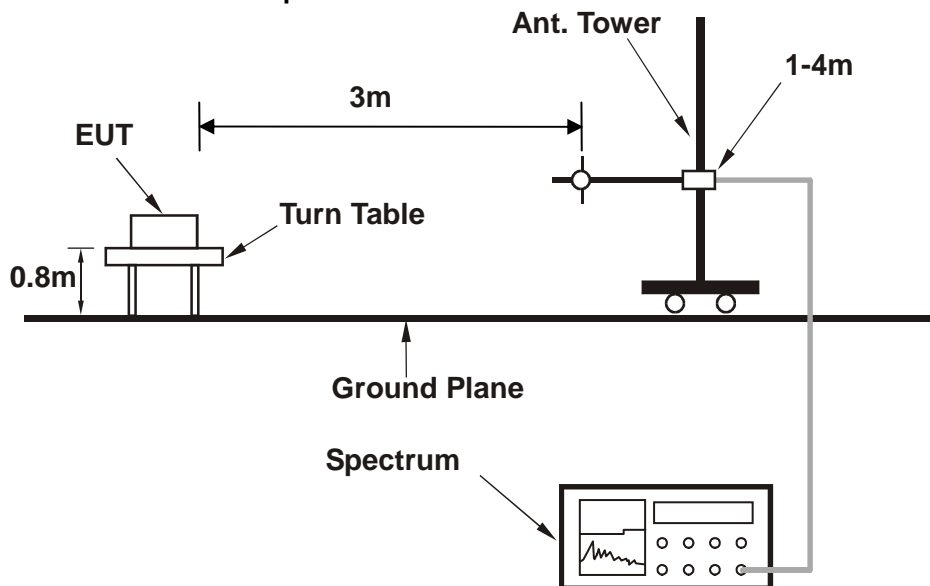 Ant. Tower
1-4m
3m
EUT
Turn Table
0.8m
Ground Plane
Spectrum